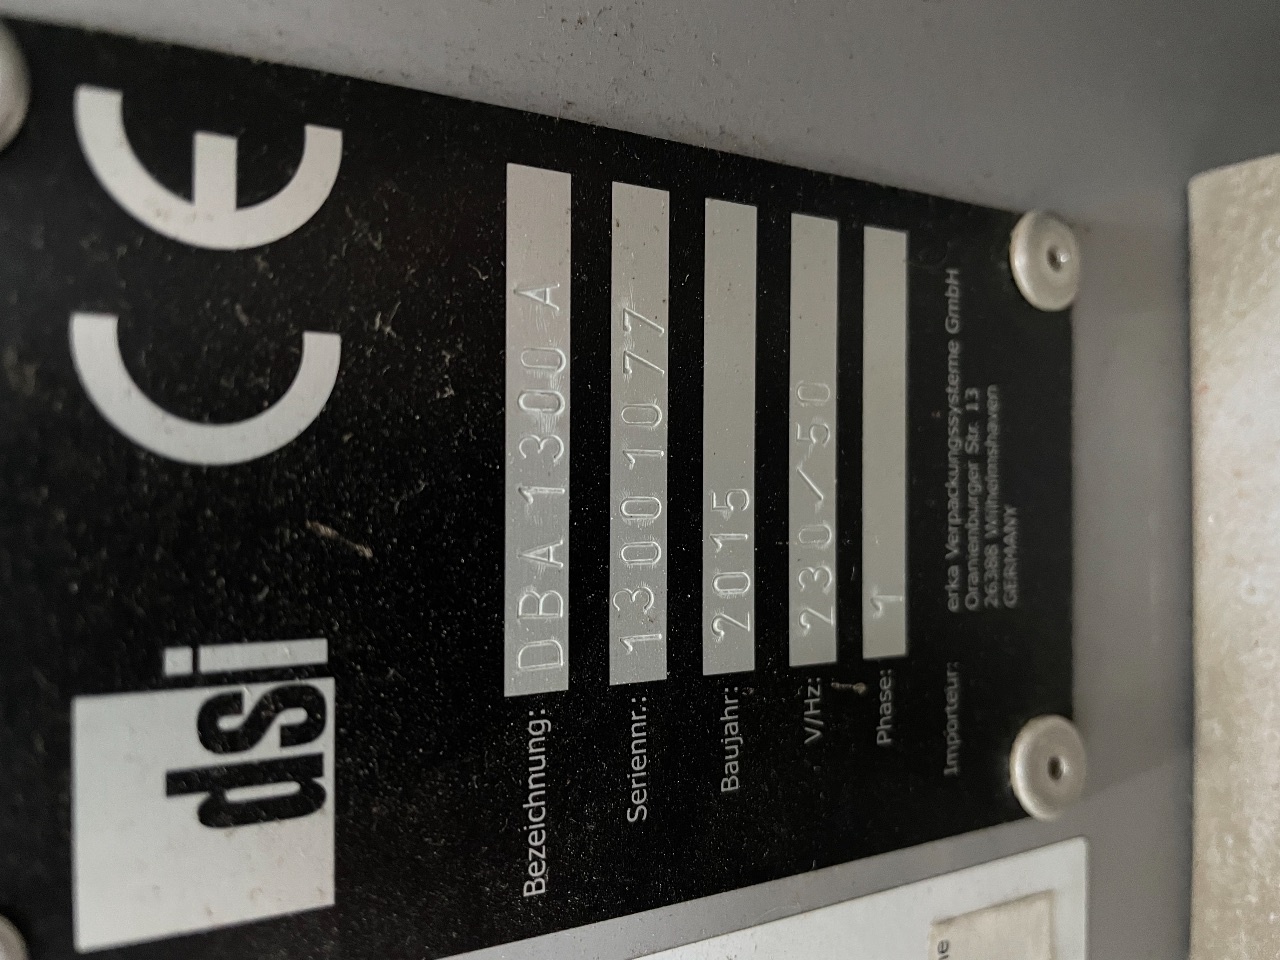 dsi CE
Bezeichnung: DBA1300A
Seriennr.: 13001077
Baujahr: 2015
V/Hz: 230/50
Phase: 1
Importeur: erka Verpackungssysteme GmbH
Oranienburger Str. 13
26388 Wilhelmshaven
GERMANY
ne